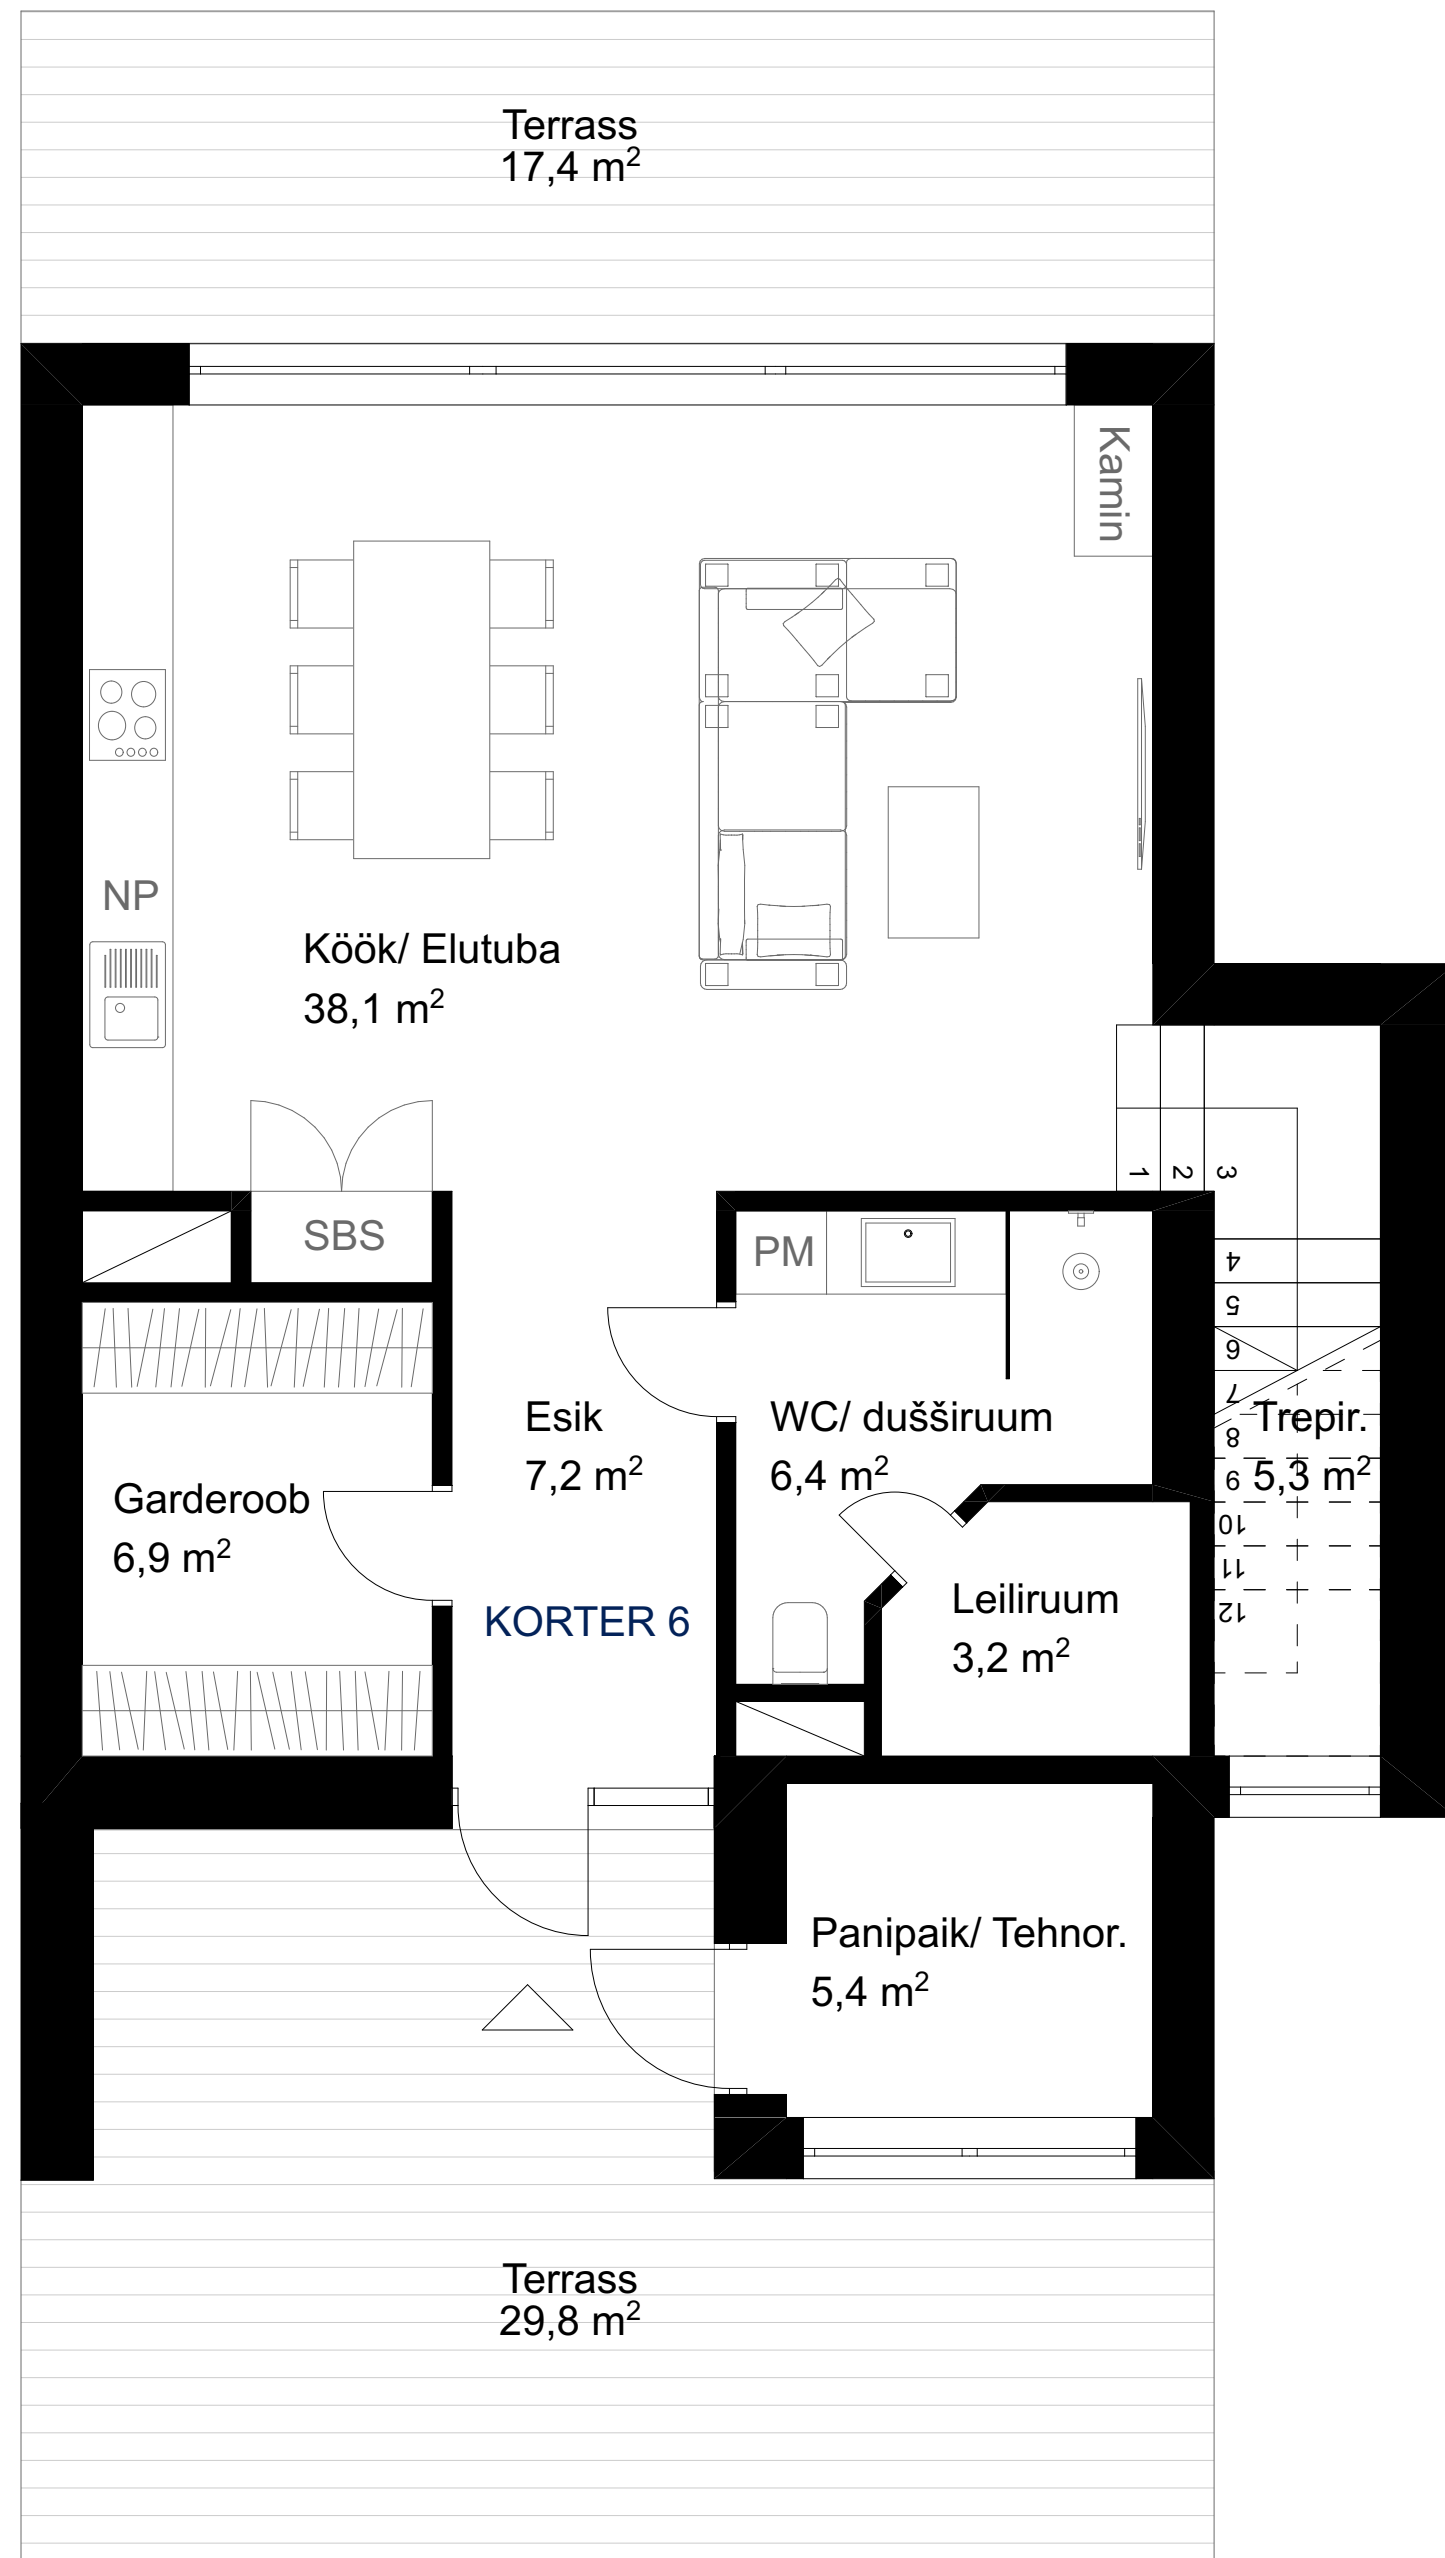 Terrass
17,4 m²
Kamin
NP
Köök/ Elutuba
38,1 m²
1 2 3
SBS
PM
4
5
6
7
8
9
10
11
12
Esik
7,2 m²
WC/ dušširuum
6,4 m²
Trepir.
5,3 m²
Garderoob
6,9 m²
KORTER 6
Leiliruum
3,2 m²
Panipaik/ Tehnor.
5,4 m²
Terrass
29,8 m²